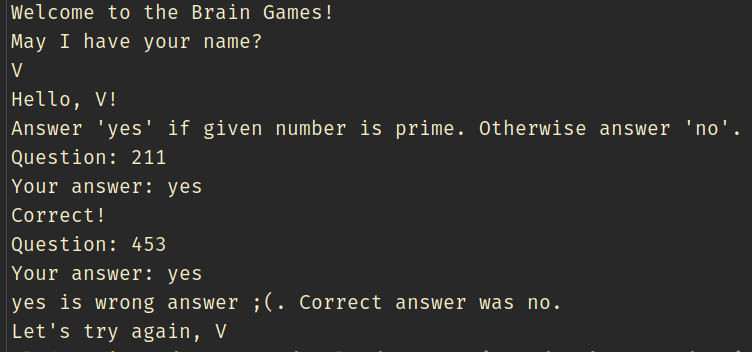 Welcome to the Brain Games!
May I have your name?
V
Hello, V!
Answer 'yes' if given number is prime. Otherwise answer 'no'.
Question: 211
Your answer: yes
Correct!
Question: 453
Your answer: yes
yes is wrong answer ;(. Correct answer was no.
Let's try again, V